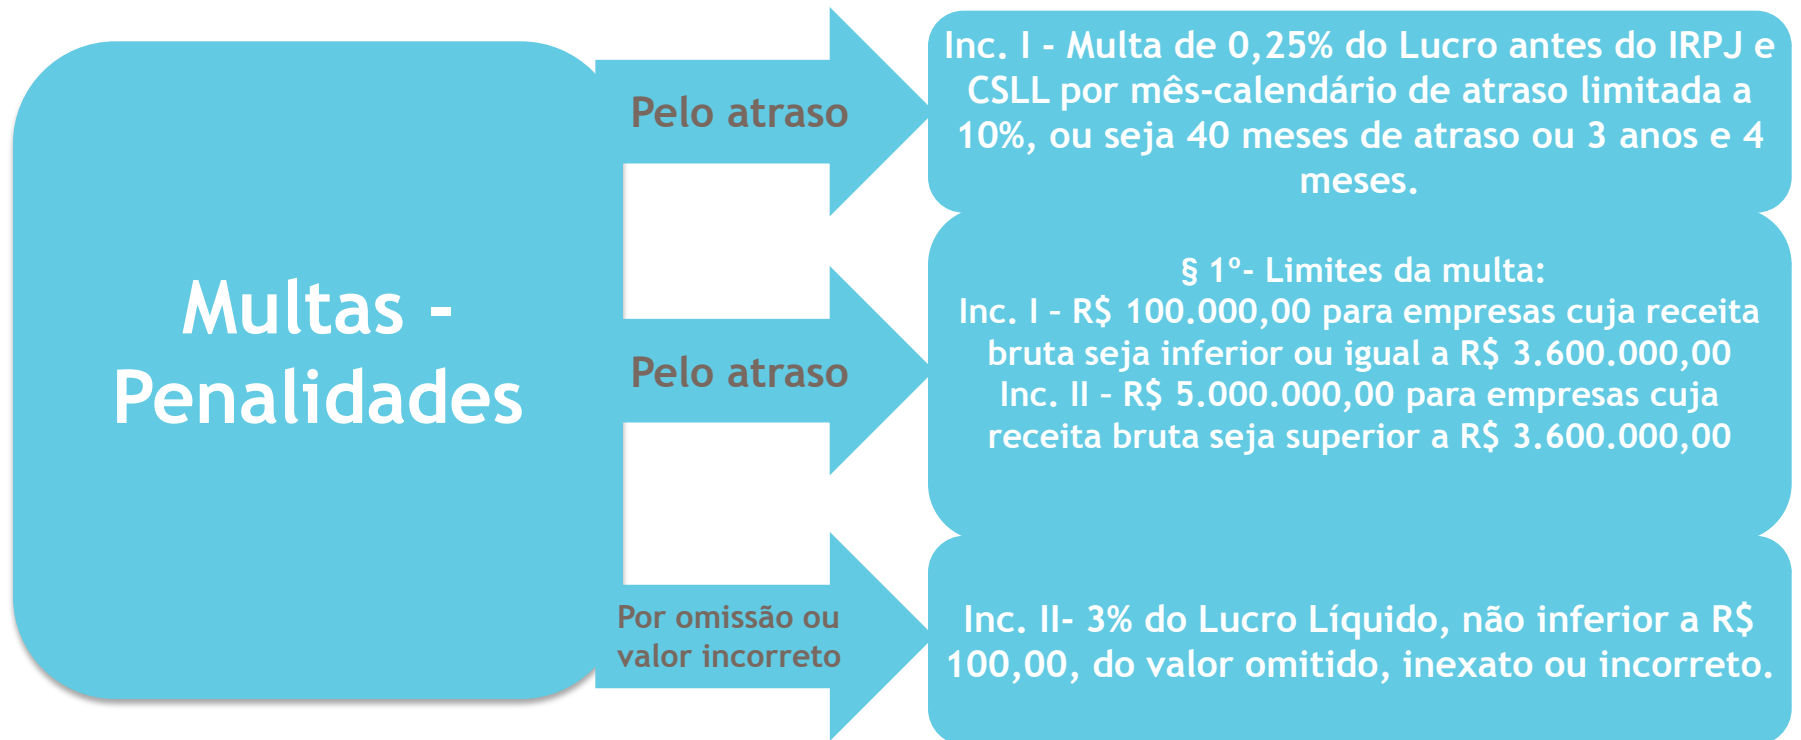 Multas -
Penalidades
Pelo atraso
Inc. I - Multa de 0,25% do Lucro antes do IRPJ e
CSLL por mês-calendário de atraso limitada a
10%, ou seja 40 meses de atraso ou 3 anos e 4
meses.
Pelo atraso
§ 1º- Limites da multa:
Inc. I – R$ 100.000,00 para empresas cuja receita
bruta seja inferior ou igual a R$ 3.600.000,00
Inc. II – R$ 5.000.000,00 para empresas cuja
receita bruta seja superior a R$ 3.600.000,00
Por omissão ou
valor incorreto
Inc. II- 3% do Lucro Líquido, não inferior a R$
100,00, do valor omitido, inexato ou incorreto.